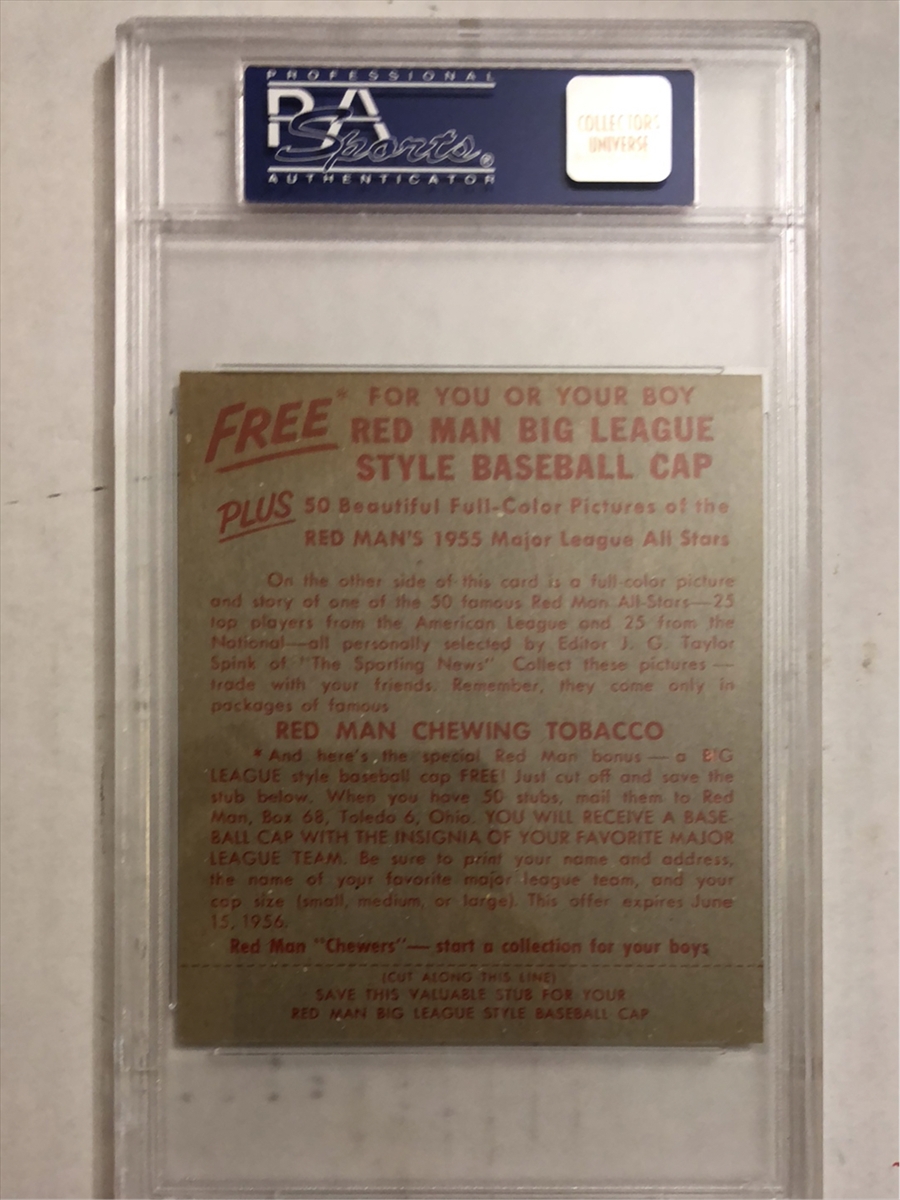 PROFESSIONAL
PSA
Sports®
AUTHENTICATOR
COLLECTORS
UNIVERSE
FREE* FOR YOU OR YOUR BOY
RED MAN BIG LEAGUE
STYLE BASEBALL CAP
PLUS 50 Beautiful Full-Color Pictures of the
RED MAN'S 1955 Major League All Stars
On the other side of this card is a full-color picture
and story of one of the 50 famous Red Man All-Stars—25
top players from the American League and 25 from the
National—all personally selected by Editor J. G. Taylor
Spink of "The Sporting News". Collect these pictures—
trade with your friends. Remember, they come only in
packages of famous
RED MAN CHEWING TOBACCO
*And here's the special Red Man bonus—a BIG
LEAGUE style baseball cap FREE! Just cut off and save the
stub below. When you have 50 stubs, mail them to Red
Man, Box 68, Toledo 6, Ohio. YOU WILL RECEIVE A BASE-
BALL CAP WITH THE INSIGNIA OF YOUR FAVORITE MAJOR
LEAGUE TEAM. Be sure to print your name and address,
the name of your favorite major league team, and your
cap size (small, medium, or large). This offer expires June
15, 1956.
Red Man "Chewers"—start a collection for your boys
(CUT ALONG THIS LINE)
SAVE THIS VALUABLE STUB FOR YOUR
RED MAN BIG LEAGUE STYLE BASEBALL CAP